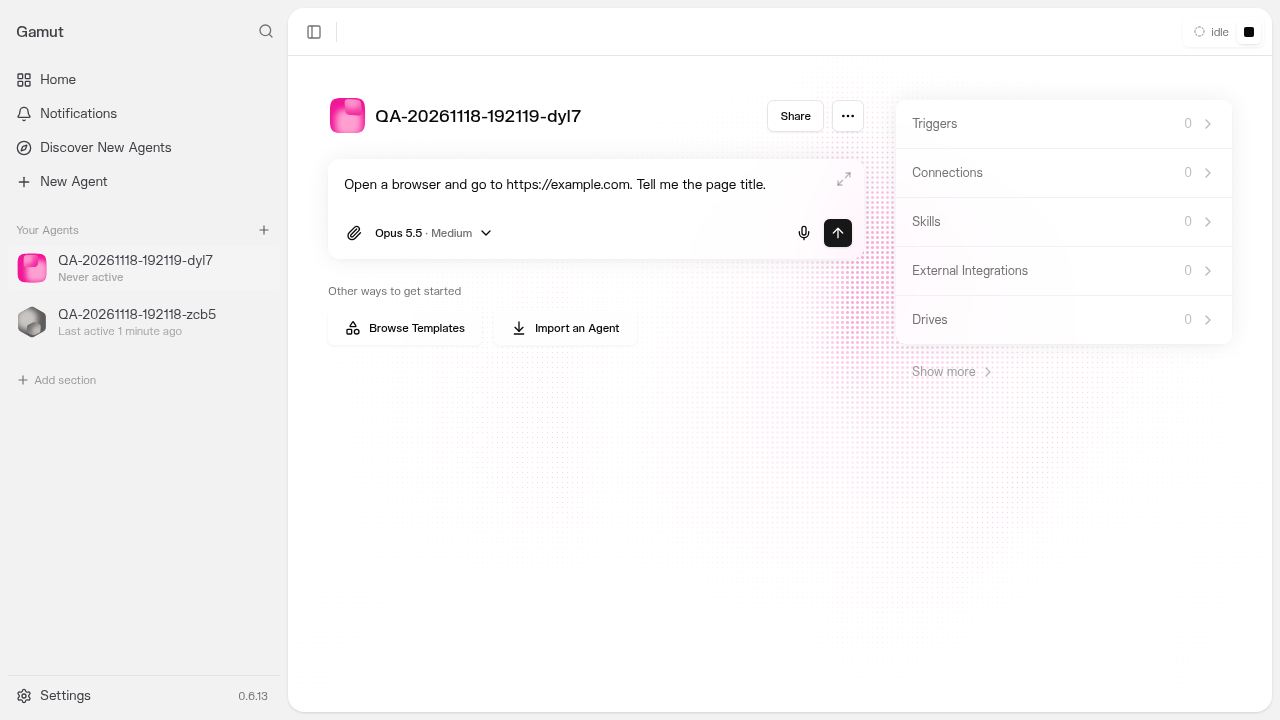 Gamut
Home
Notifications
Discover New Agents
New Agent
Your Agents
QA-20261118-192119-dyl7
Never active
QA-20261118-192118-zcb5
Last active 1 minute ago
Add section
Settings
0.6.13
idle
QA-20261118-192119-dyl7
Share
Open a browser and go to https://example.com. Tell me the page title.
Opus 5.5 · Medium
Other ways to get started
Browse Templates
Import an Agent
Triggers 0
Connections 0
Skills 0
External Integrations 0
Drives 0
Show more